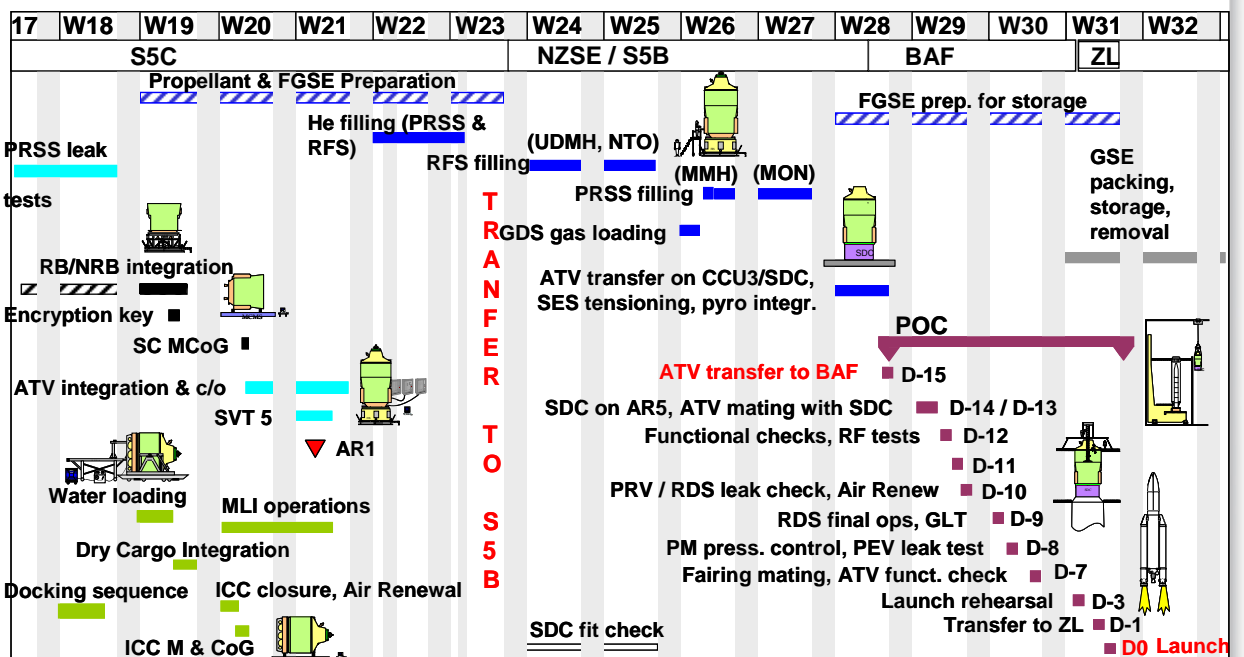 17 W18 W19 W20 W21 W22 W23 W24 W25 W26 W27 W28 W29 W30 W31 W32
S5C NZSE / S5B BAF ZL
Propellant & FGSE Preparation
FGSE prep. for storage
He filling (PRSS &
RFS)
PRSS leak
tests
(UDMH, NTO)
RFS filling
(MMH) (MON)
PRSS filling
GSE
packing,
storage,
removal
TRANFER TO S5B
GDS gas loading
SDC
RB/NRB integration
ATV transfer on CCU3/SDC,
SES tensioning, pyro integr.
Encryption key
SC MCoG
POC
ATV integration & c/o
ATV transfer to BAF D-15
SVT 5
SDC on AR5, ATV mating with SDC D-14 / D-13
AR1
Functional checks, RF tests D-12
D-11
Water loading
PRV / RDS leak check, Air Renew D-10
MLI operations
RDS final ops, GLT D-9
Dry Cargo Integration
PM press. control, PEV leak test D-8
Fairing mating, ATV funct. check D-7
Docking sequence
ICC closure, Air Renewal
Launch rehearsal D-3
Transfer to ZL D-1
SDC fit check
ICC M & CoG
D0 Launch